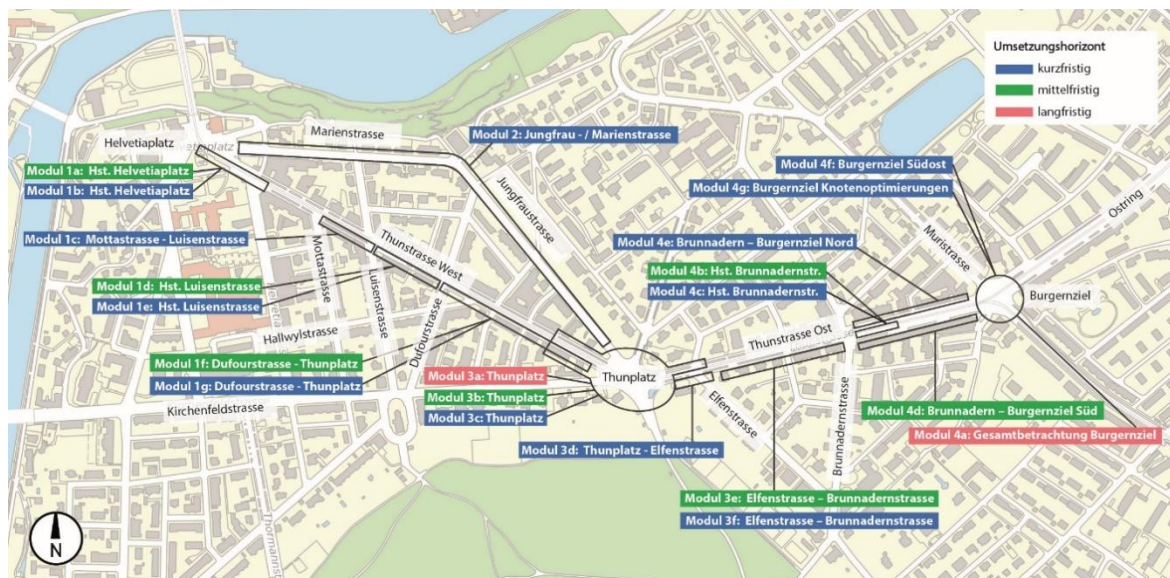 Umsetzungshorizont
kurzfristig
mittelfristig
langfristig
Marienstrasse
Helvetiaplatz
Modul 2: Jungfrau - / Marienstrasse
Modul 1a: Hst. Helvetiaplatz
Modul 1b: Hst. Helvetiaplatz
Jungfraustrasse
Modul 4f: Burgernziel Südost
Modul 4g: Burgernziel Knotenoptimierungen
Ostring
Muristrasse
Modul 1c: Mottastrasse - Luisenstrasse
Thunstrasse West
Mottastrasse
Luisenstrasse
Modul 4e: Brunnadern – Burgernziel Nord
Modul 4b: Hst. Brunnadernstr.
Modul 4c: Hst. Brunnadernstr.
Modul 1d: Hst. Luisenstrasse
Modul 1e: Hst. Luisenstrasse
Burgernziel
Hallwylstrasse
Dufourstrasse
Thunstrasse Ost
Modul 1f: Dufourstrasse - Thunplatz
Modul 1g: Dufourstrasse - Thunplatz
Modul 3a: Thunplatz
Modul 3b: Thunplatz
Modul 3c: Thunplatz
Thunplatz
Kirchenfeldstrasse
Elfenstrasse
Brunnadernstrasse
Modul 4d: Brunnadern – Burgernziel Süd
Modul 4a: Gesamtbetrachtung Burgernziel
Modul 3d: Thunplatz - Elfenstrasse
Modul 3e: Elfenstrasse – Brunnadernstrasse
Modul 3f: Elfenstrasse – Brunnadernstrasse
N